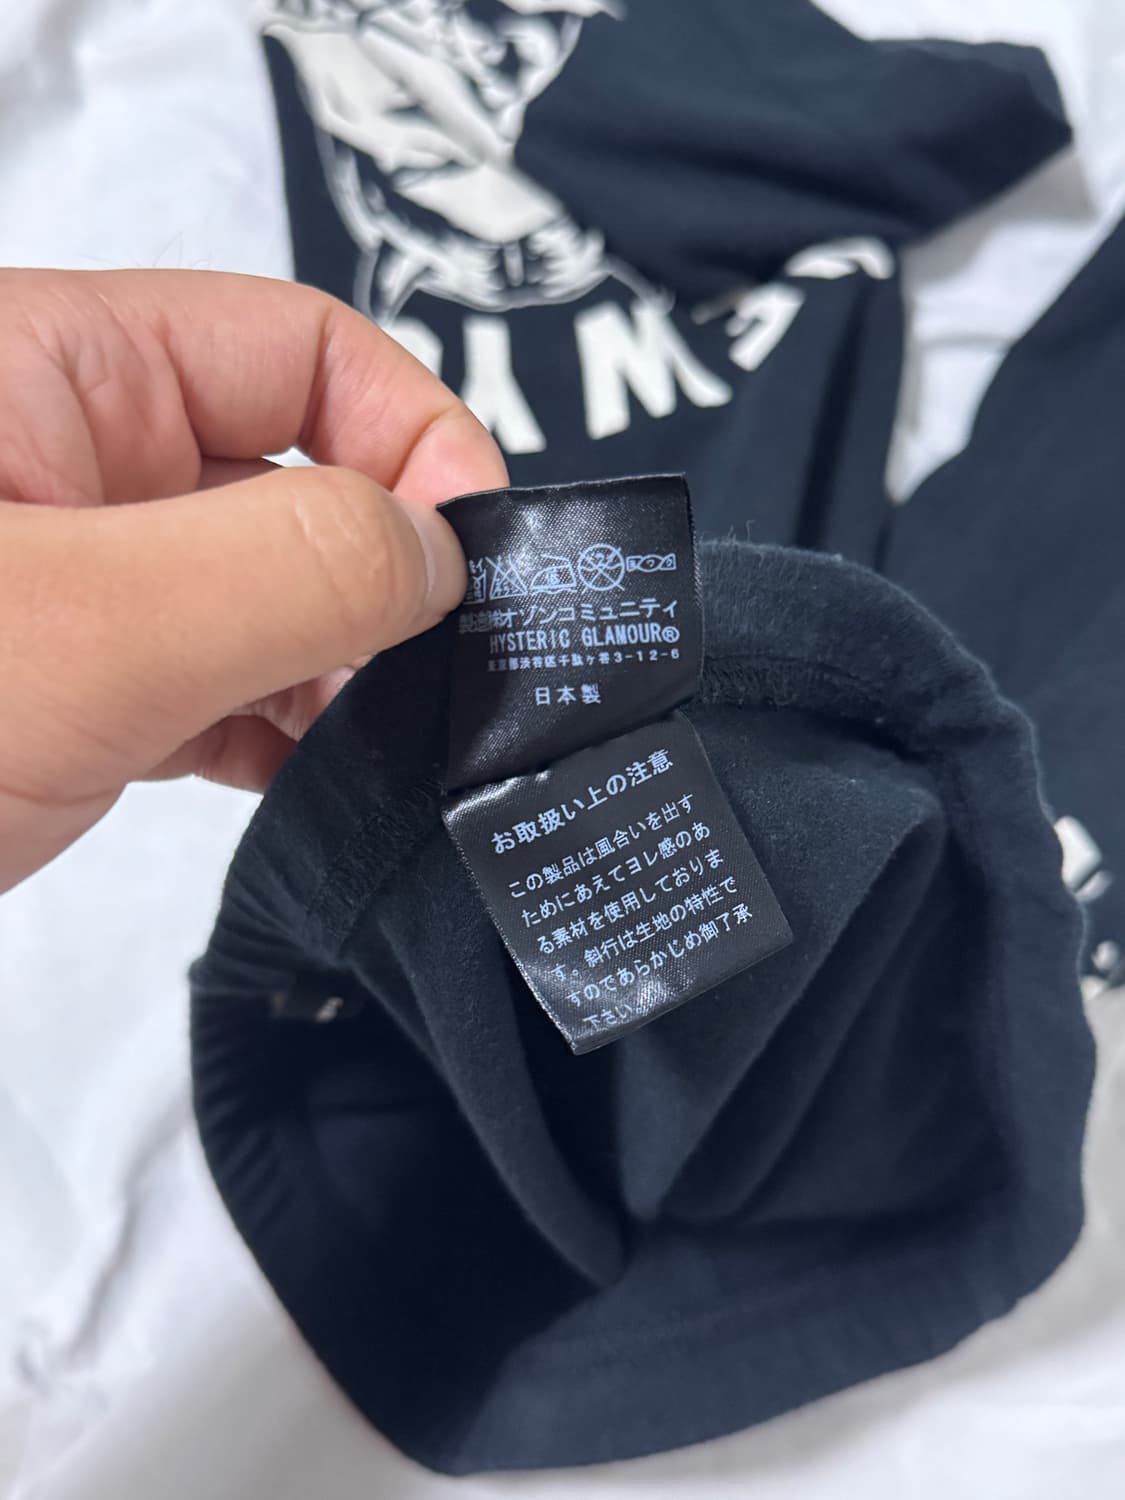 製造㈱オゾンコミュニティ
HYSTERIC GLAMOUR®
東京都渋谷区千駄ヶ谷3-12-6
日本製
お取扱い上の注意
この製品は風合いを出す
ためにあえてヨレ感のあ
る素材を使用しておりま
す。斜行は生地の特性で
すのであらかじめ御了承
下さい。